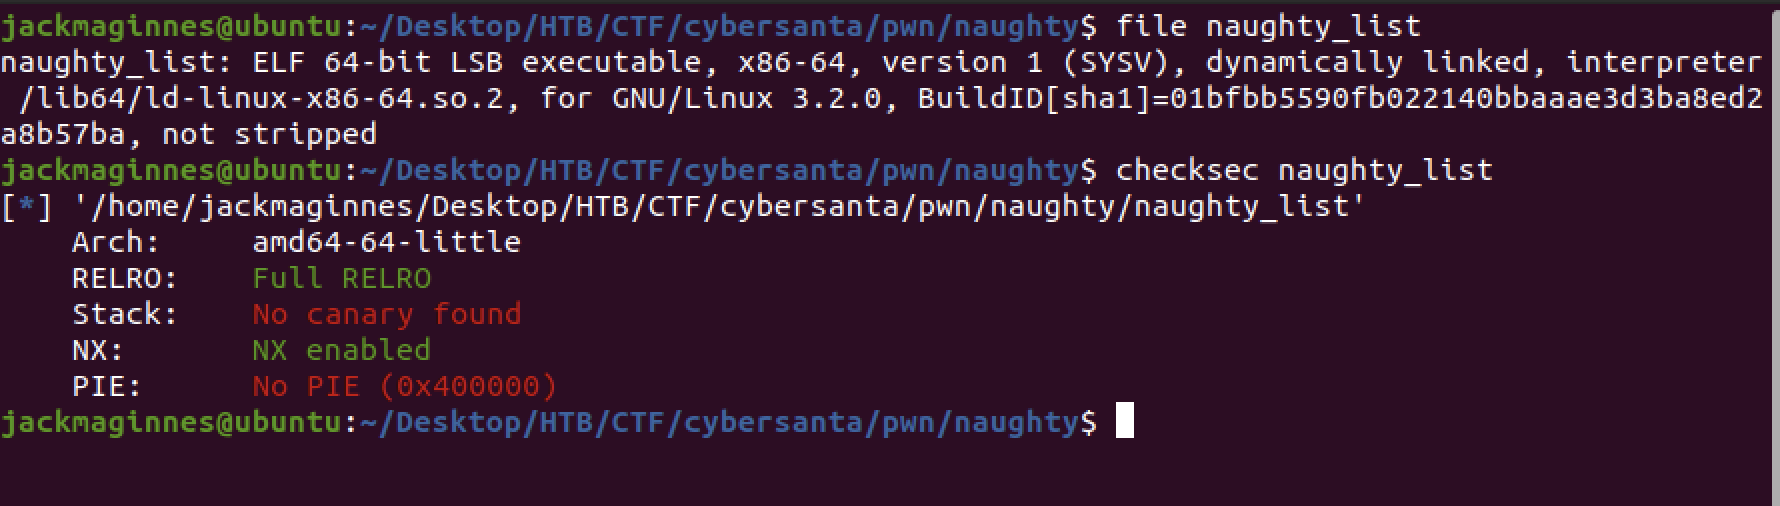 jackmaginnes@ubuntu:~/Desktop/HTB/CTF/cybersanta/pwn/naughty$ file naughty_list
naughty_list: ELF 64-bit LSB executable, x86-64, version 1 (SYSV), dynamically linked, interpreter
/lib64/ld-linux-x86-64.so.2, for GNU/Linux 3.2.0, BuildID[sha1]=01bfbb5590fb022140bbaaae3d3ba8ed2
a8b57ba, not stripped
jackmaginnes@ubuntu:~/Desktop/HTB/CTF/cybersanta/pwn/naughty$ checksec naughty_list
[*] '/home/jackmaginnes/Desktop/HTB/CTF/cybersanta/pwn/naughty/naughty_list'
    Arch:     amd64-64-little
    RELRO:    Full RELRO
    Stack:    No canary found
    NX:       NX enabled
    PIE:      No PIE (0x400000)
jackmaginnes@ubuntu:~/Desktop/HTB/CTF/cybersanta/pwn/naughty$